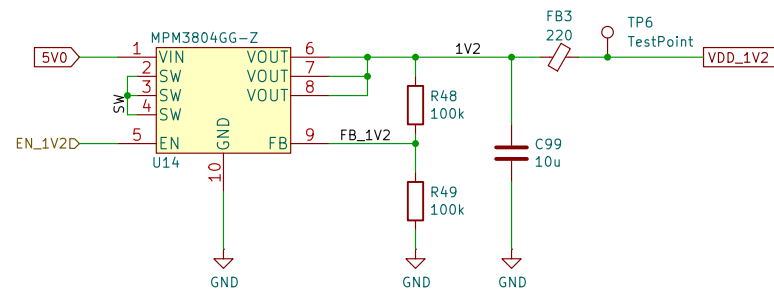 FB3
220
TP6
TestPoint
MPM3804GG-Z
5V0
1
VIN
VOUT
6
1V2
VDD_1V2
2
SW
VOUT
7
SW
3
SW
VOUT
8
4
SW
R48
100k
EN_1V2
5
EN
GND
FB
9
FB_1V2
U14
10
C99
10u
R49
100k
GND
GND
GND